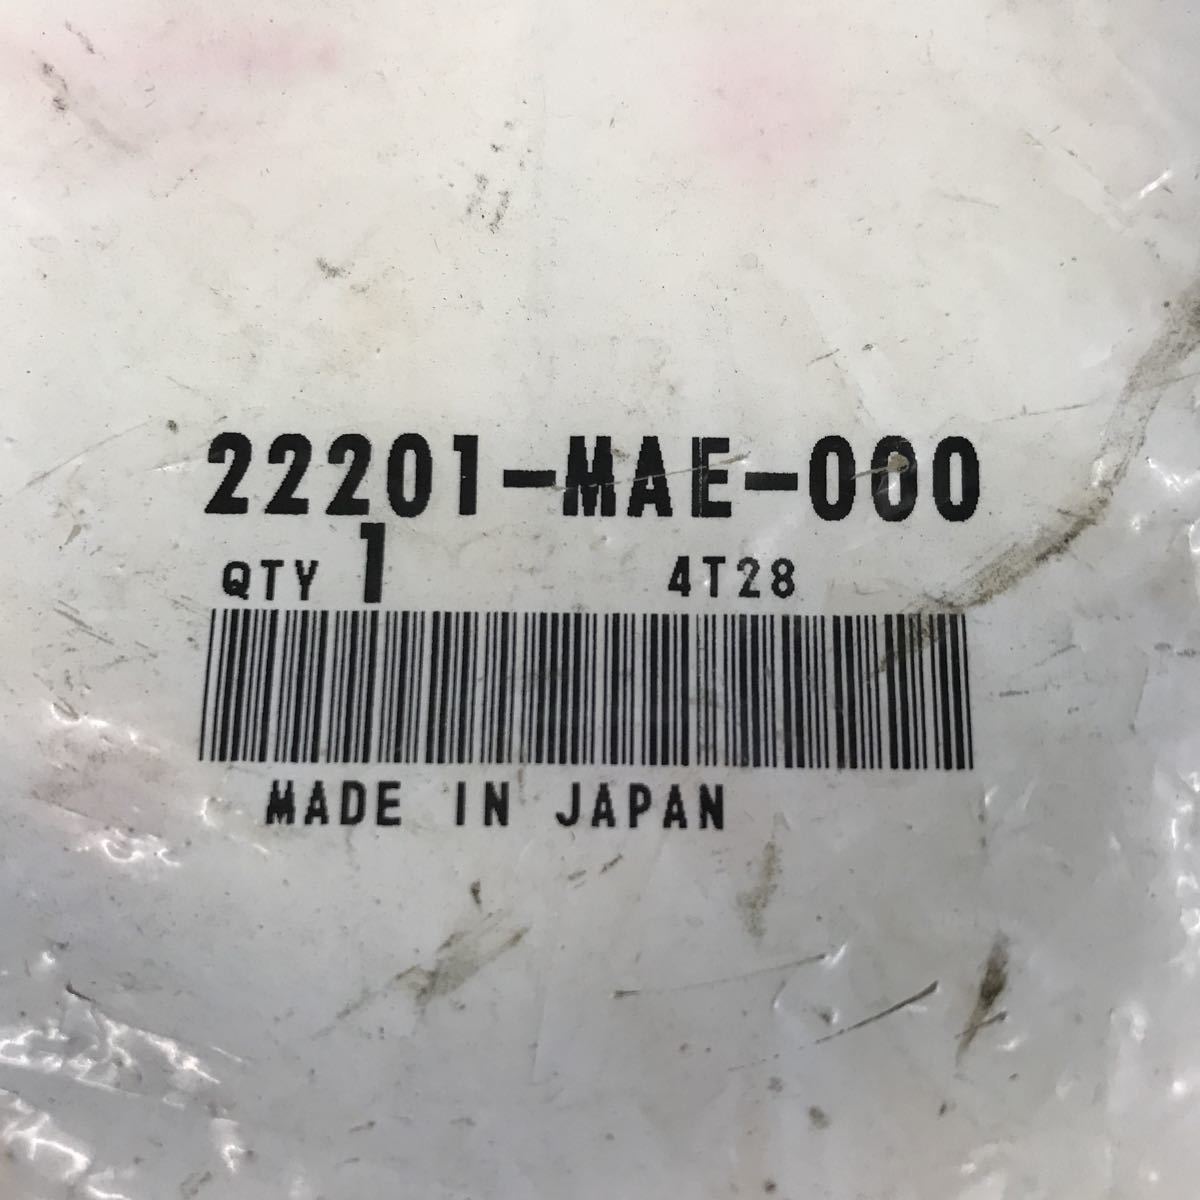 22201-MAE-000
QTY 1 4T28
MADE IN JAPAN